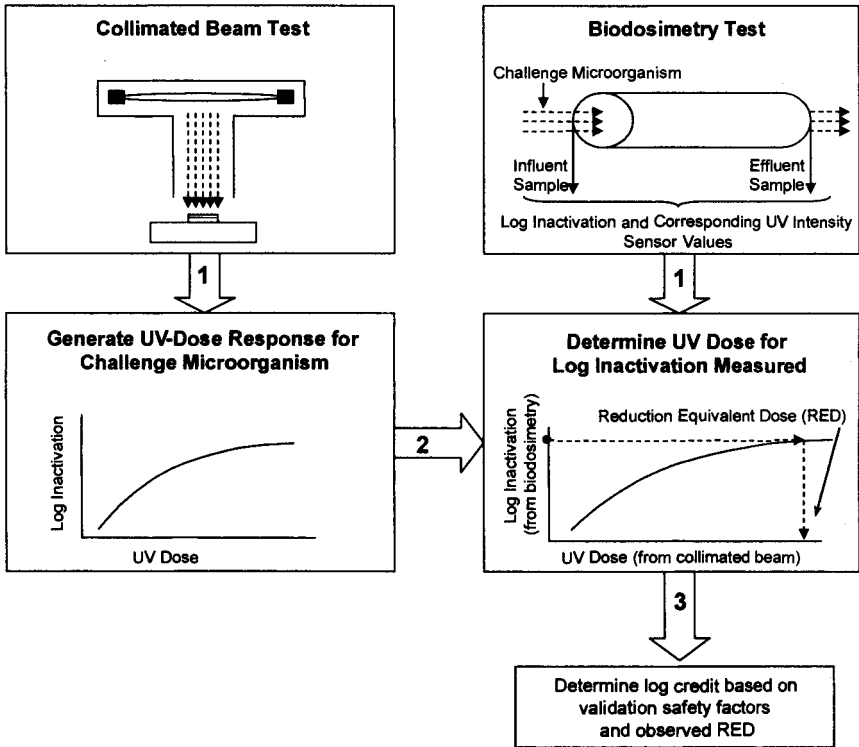 Collimated Beam Test
1
Generate UV-Dose Response for
Challenge Microorganism
Log Inactivation
UV Dose
2
Biodosimetry Test
Challenge Microorganism
Influent
Sample
Effluent
Sample
Log Inactivation and Corresponding UV Intensity
Sensor Values
1
Determine UV Dose for
Log Inactivation Measured
Reduction Equivalent Dose (RED)
Log Inactivation
(from biodosimetry)
UV Dose (from collimated beam)
3
Determine log credit based on
validation safety factors
and observed RED